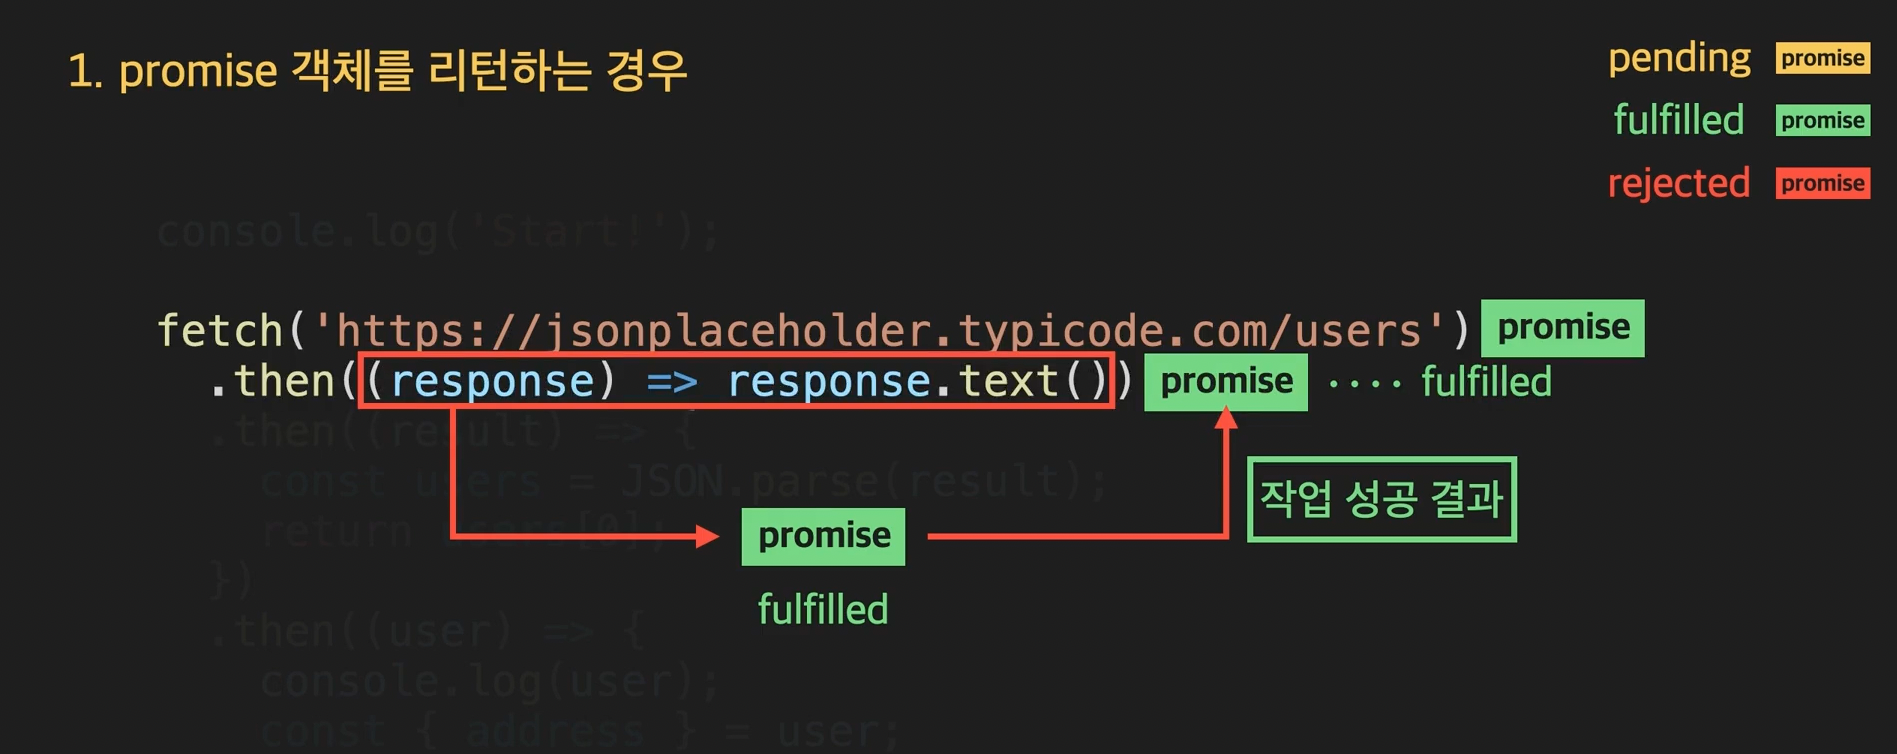 1. promise 객체를 리턴하는 경우
pending promise
fulfilled promise
rejected promise
console.log('Start!');
fetch('https://jsonplaceholder.typicode.com/users') promise
.then((response) => response.text()) promise ···· fulfilled
.then((result) => {
const users = JSON.parse(result);
작업 성공 결과
return users[0];
promise
})
fulfilled
.then((user) => {
console.log(user);
const { address } = user;